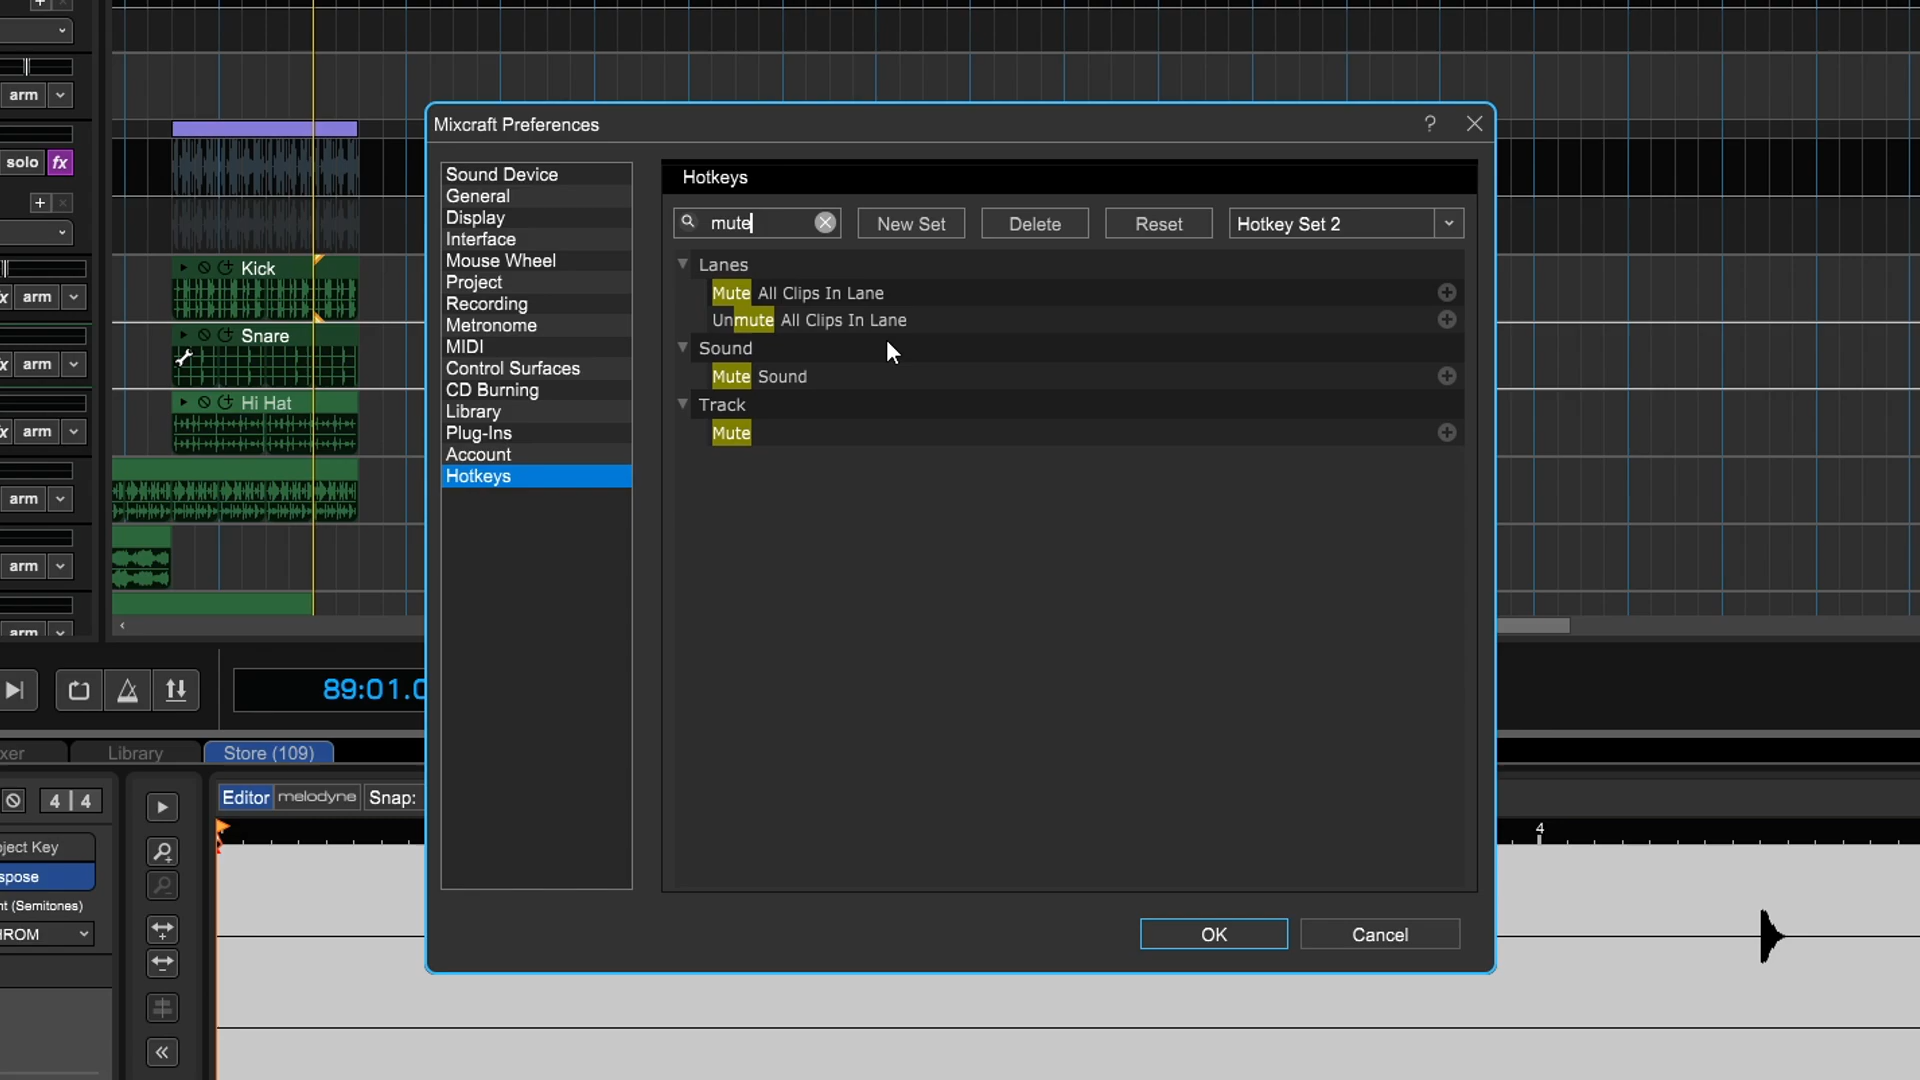 arm
solo fx
Kick
arm
Snare
arm
Hi Hat
arm
arm
arm
arm
89:01.0
Library
Store (109)
Editor melodyne Snap:
4 | 4
oject Key
spose
nt (Semitones)
HROM
4
Mixcraft Preferences
?
Sound Device
General
Display
Interface
Mouse Wheel
Project
Recording
Metronome
MIDI
Control Surfaces
CD Burning
Library
Plug-Ins
Account
Hotkeys
Hotkeys
mute New Set Delete Reset Hotkey Set 2
Lanes
Mute All Clips In Lane
Unmute All Clips In Lane
Sound
Mute Sound
Track
Mute
OK Cancel